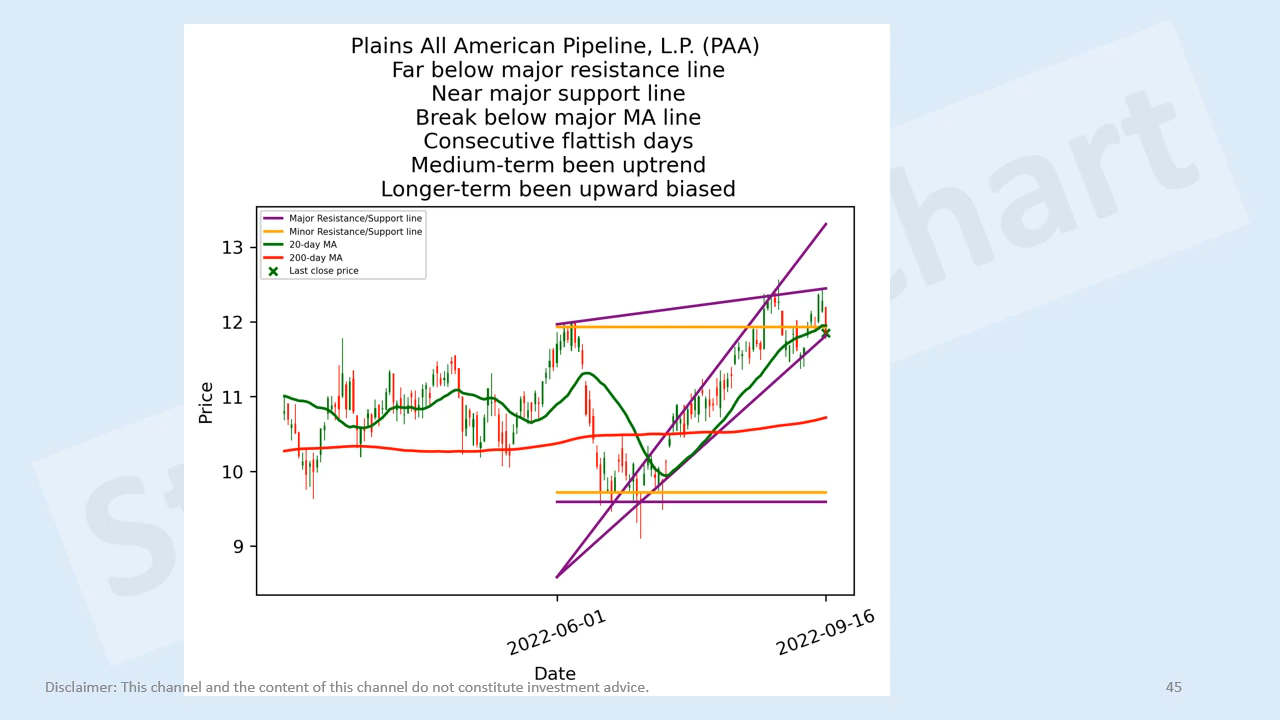 Plains All American Pipeline, L.P. (PAA)
Far below major resistance line
Near major support line
Break below major MA line
Consecutive flattish days
Medium-term been uptrend
Longer-term been upward biased
Major Resistance/Support line
Minor Resistance/Support line
20-day MA
200-day MA
Last close price
13
12
11
10
9
Price
2022-06-01
2022-09-16
Date
Disclaimer: This channel and the content of this channel do not constitute investment advice.
45